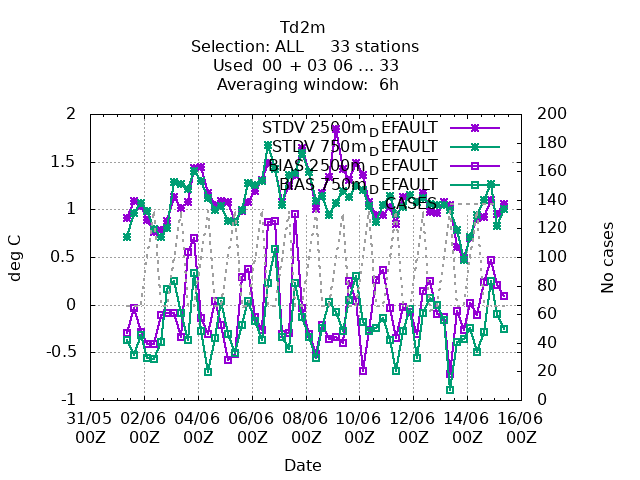 Td2m
Selection: ALL     33 stations
Used  00  + 03 06 ... 33
Averaging window:  6h
2
1.5
1
0.5
0
-0.5
-1
200
180
160
140
120
100
80
60
40
20
0
STDV 2500m_DEFAULT
STDV 750m_DEFAULT
BIAS 2500m_DEFAULT
BIAS 750m_DEFAULT
CASES
deg C
No cases
31/05 02/06 04/06 06/06 08/06 10/06 12/06 14/06 16/06
00Z 00Z 00Z 00Z 00Z 00Z 00Z 00Z 00Z
Date